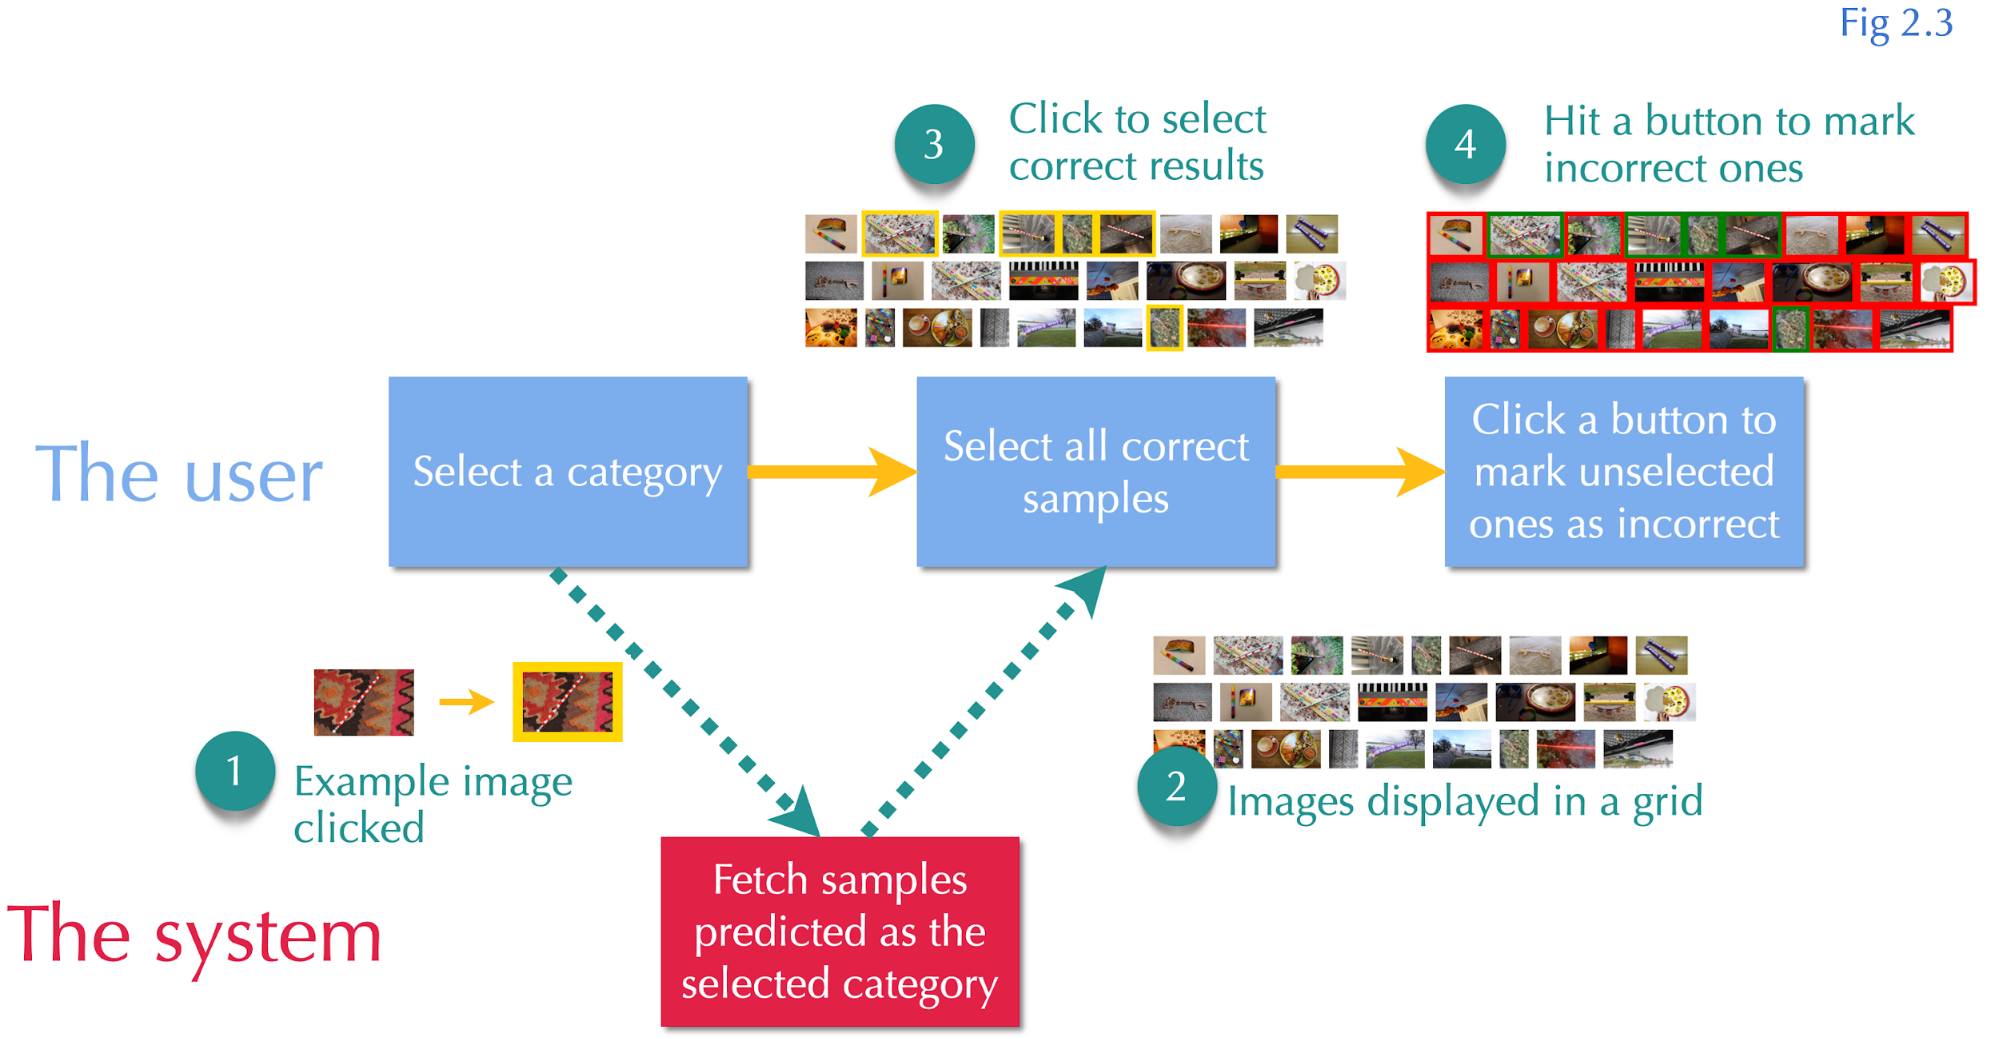 Fig 2.3
3
Click to select
correct results
4
Hit a button to mark
incorrect ones
The user
Select a category
Select all correct
samples
Click a button to
mark unselected
ones as incorrect
1
Example image
clicked
2
Images displayed in a grid
The system
Fetch samples
predicted as the
selected category